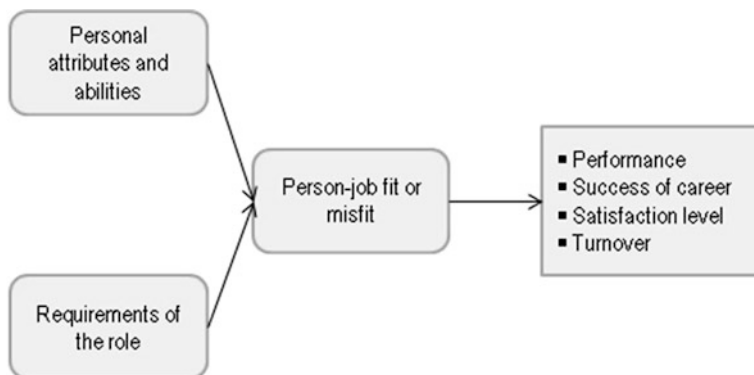 Personal
attributes and
abilities
Person-job fit or
misfit
▪ Performance
▪ Success of career
▪ Satisfaction level
▪ Turnover
Requirements of
the role